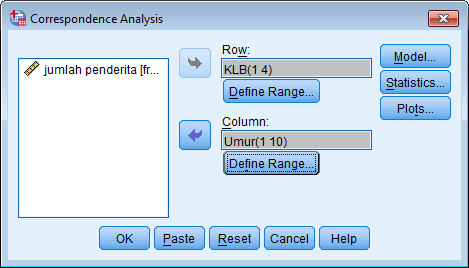 Correspondence Analysis
jumlah penderita [fr...
Row:
KLB(1 4)
Define Range...
Column:
Umur(1 10)
Define Range...
Model...
Statistics...
Plots...
OK
Paste
Reset
Cancel
Help